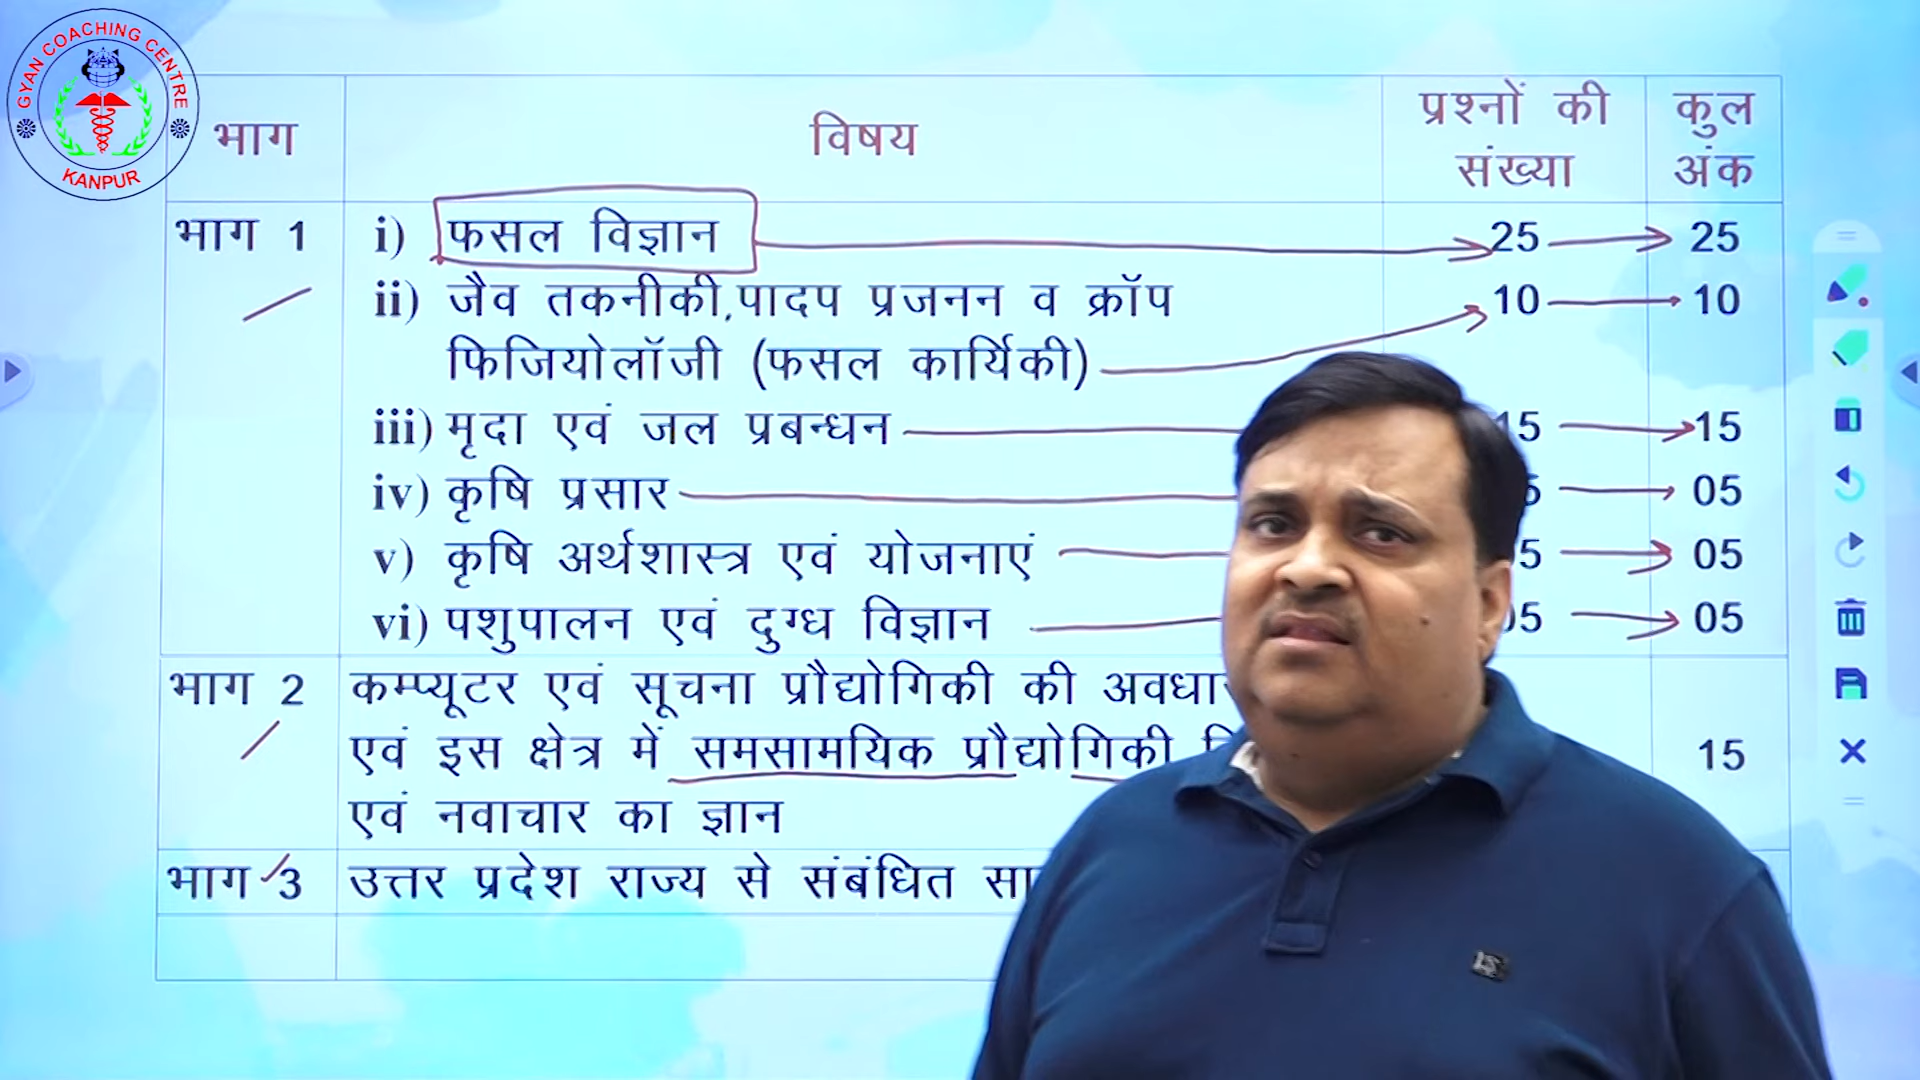 GYAN COACHING CENTRE
KANPUR
भाग विषय प्रश्नों की संख्या कुल अंक
भाग 1 i) फसल विज्ञान 25 25
ii) जैव तकनीकी,पादप प्रजनन व क्रॉप 10 10
फिजियोलॉजी (फसल कार्यिकी)
iii) मृदा एवं जल प्रबन्धन 15 15
iv) कृषि प्रसार 05
v) कृषि अर्थशास्त्र एवं योजनाएं 05
vi) पशुपालन एवं दुग्ध विज्ञान 05 05
भाग 2 कम्प्यूटर एवं सूचना प्रौद्योगिकी की
एवं इस क्षेत्र में समसामयिक प्रौद्योगिकी 15
एवं नवाचार का ज्ञान
भाग 3 उत्तर प्रदेश राज्य से संबंधित